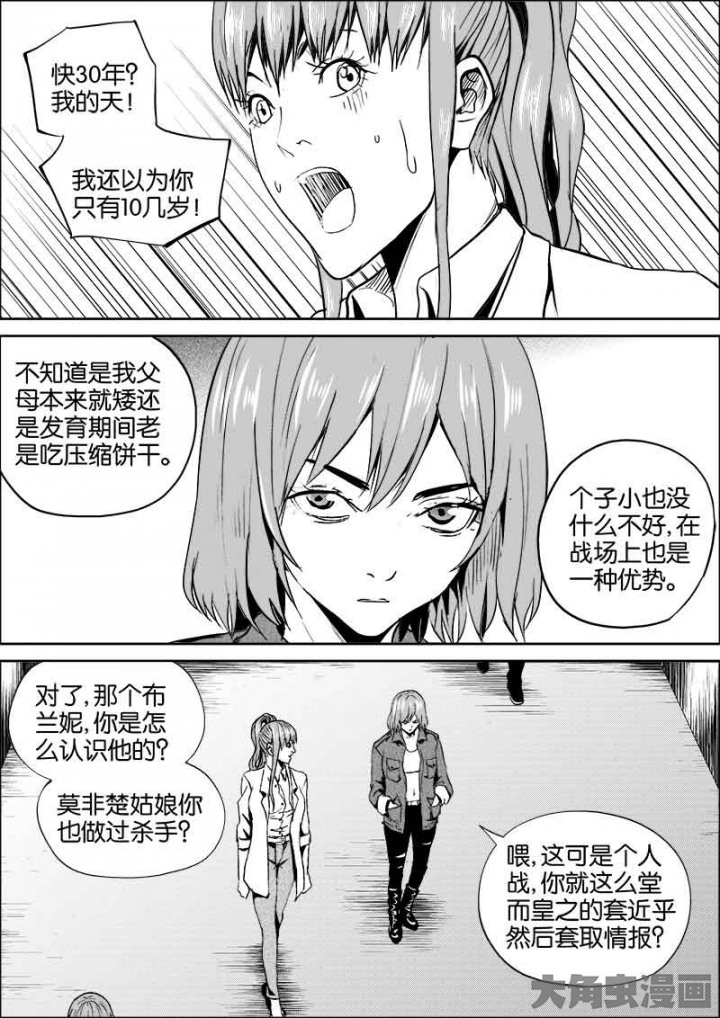 快30年？
我的天！
我还以为你
只有10几岁！
不知道是我父
母本来就矮还
是发育期间老
是吃压缩饼干。
个子小也没
什么不好，在
战场上也是
一种优势。
对了，那个布
兰妮，你是怎
么认识他的？
莫非楚姑娘你
也做过杀手？
喂，这可是个人
战，你就这么堂
而皇之的套近乎
然后套取情报？
大角虫漫画